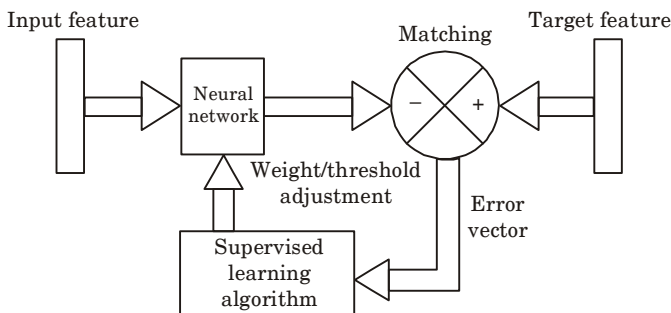 Input feature
Matching
Target feature
Neural
network
−
+
Weight/threshold
adjustment
Error
vector
Supervised
learning
algorithm